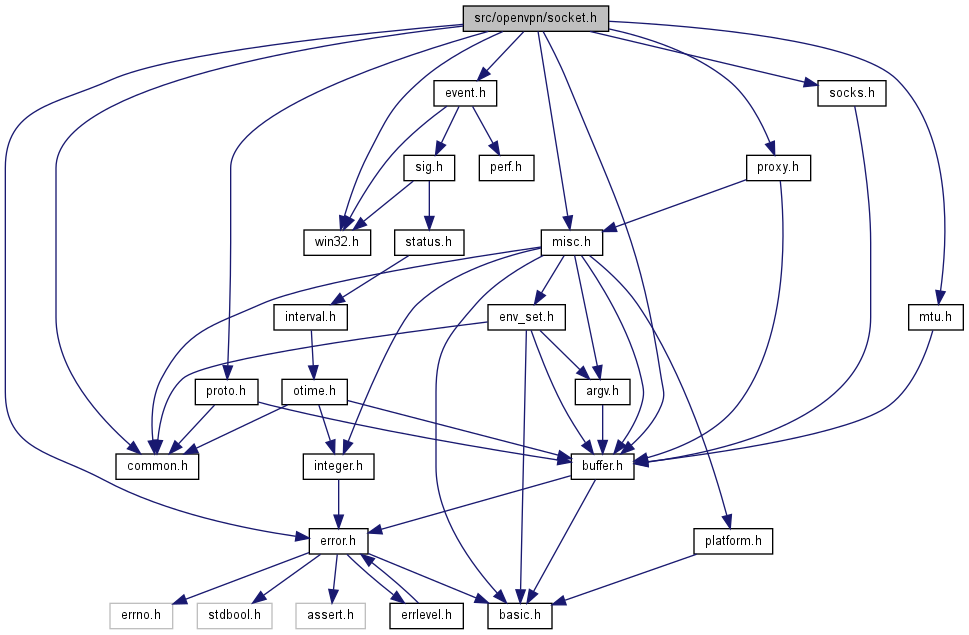 src/openvpn/socket.h
event.h
socks.h
sig.h
perf.h
proxy.h
win32.h
status.h
misc.h
interval.h
env_set.h
mtu.h
proto.h
otime.h
argv.h
common.h
integer.h
buffer.h
error.h
platform.h
errno.h
stdbool.h
assert.h
errlevel.h
basic.h